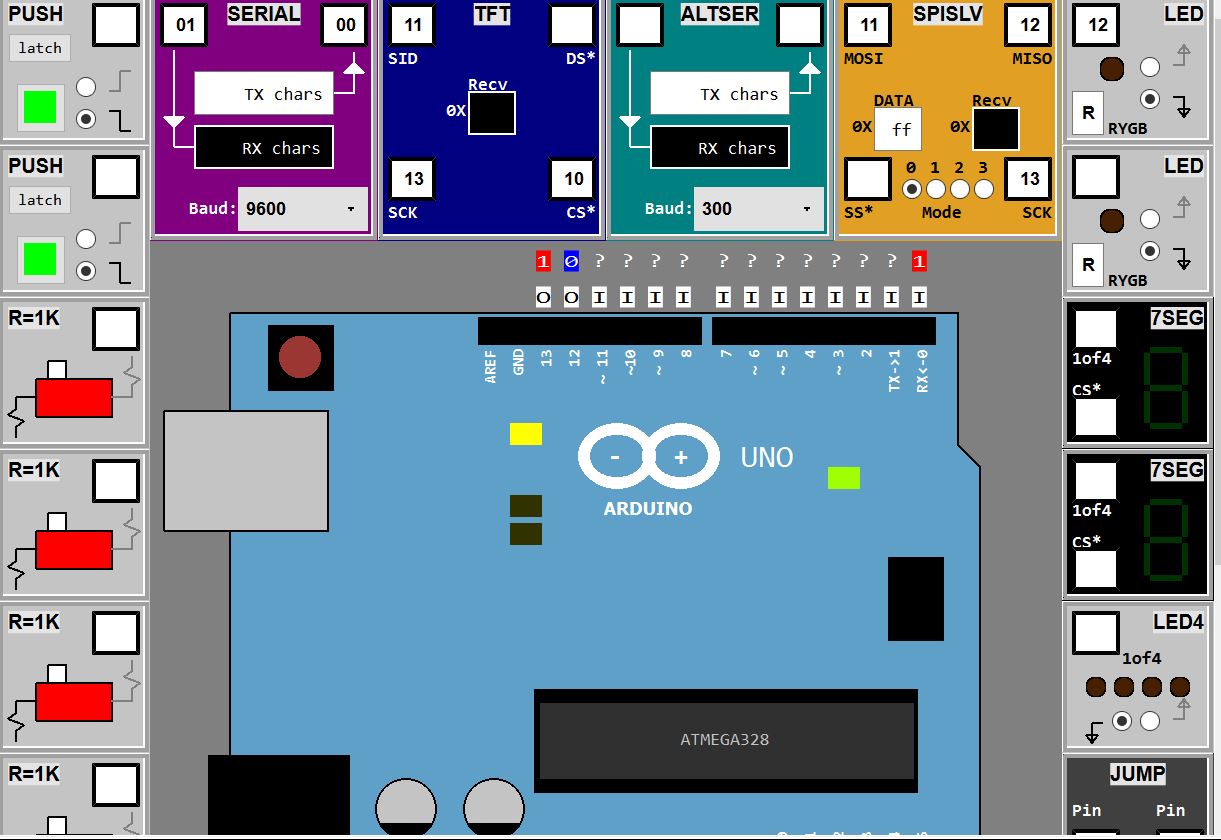 PUSH
latch
PUSH
latch
R=1K
R=1K
R=1K
R=1K
SERIAL
01
00
TX chars
RX chars
Baud: 9600
TFT
11
SID
DS*
Recv
0X
13
10
SCK
CS*
ALTSER
TX chars
RX chars
Baud: 300
SPISLV
11
12
MOSI
MISO
DATA
Recv
0X ff
0X
0 1 2 3
13
SS*
Mode
SCK
LED
12
R
RYGB
LED
R
RYGB
7SEG
1of4
CS*
7SEG
1of4
CS*
LED4
1of4
JUMP
Pin Pin
1 0 ? ? ? ? ? ? ? ? ? ? ? 1
O O I I I I I I I I I I I I
AREF
GND
13
12
~ 11
~10
~ 9
8
7
~ 6
~ 5
4
~ 3
2
TX->1
RX<-0
- +
UNO
ARDUINO
ATMEGA328